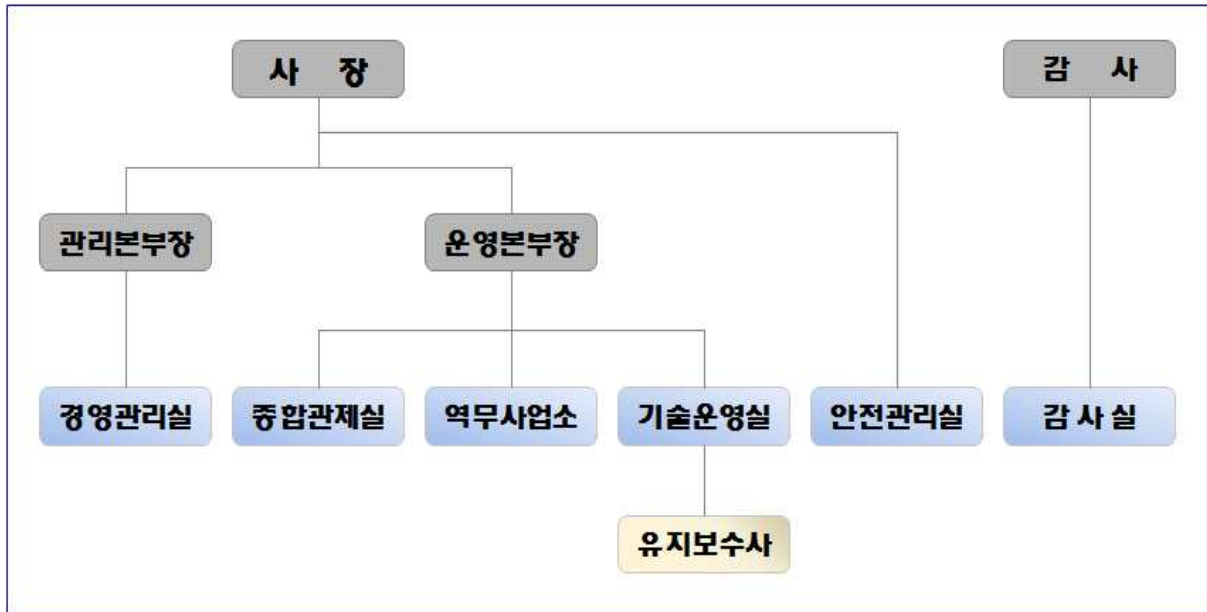 사 장
감 사
관리본부장
운영본부장
경영관리실
종합관제실
역무사업소
기술운영실
안전관리실
감 사 실
유지보수사